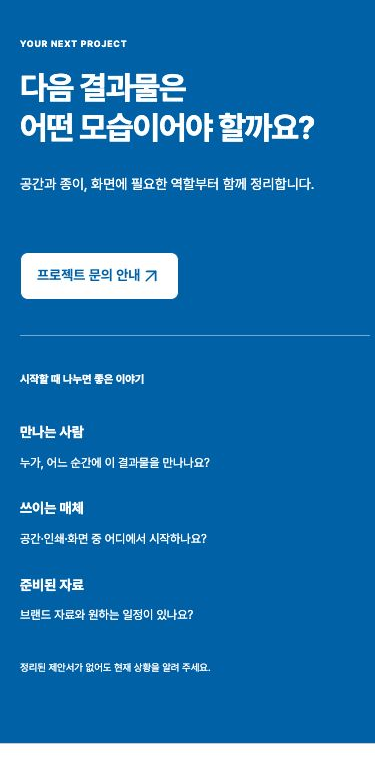 YOUR NEXT PROJECT
다음 결과물은
어떤 모습이어야 할까요?
공간과 종이, 화면에 필요한 역할부터 함께 정리합니다.
프로젝트 문의 안내
시작할 때 나누면 좋은 이야기
만나는 사람
누가, 어느 순간에 이 결과물을 만나나요?
쓰이는 매체
공간·인쇄·화면 중 어디에서 시작하나요?
준비된 자료
브랜드 자료와 원하는 일정이 있나요?
정리된 제안서가 없어도 현재 상황을 알려 주세요.